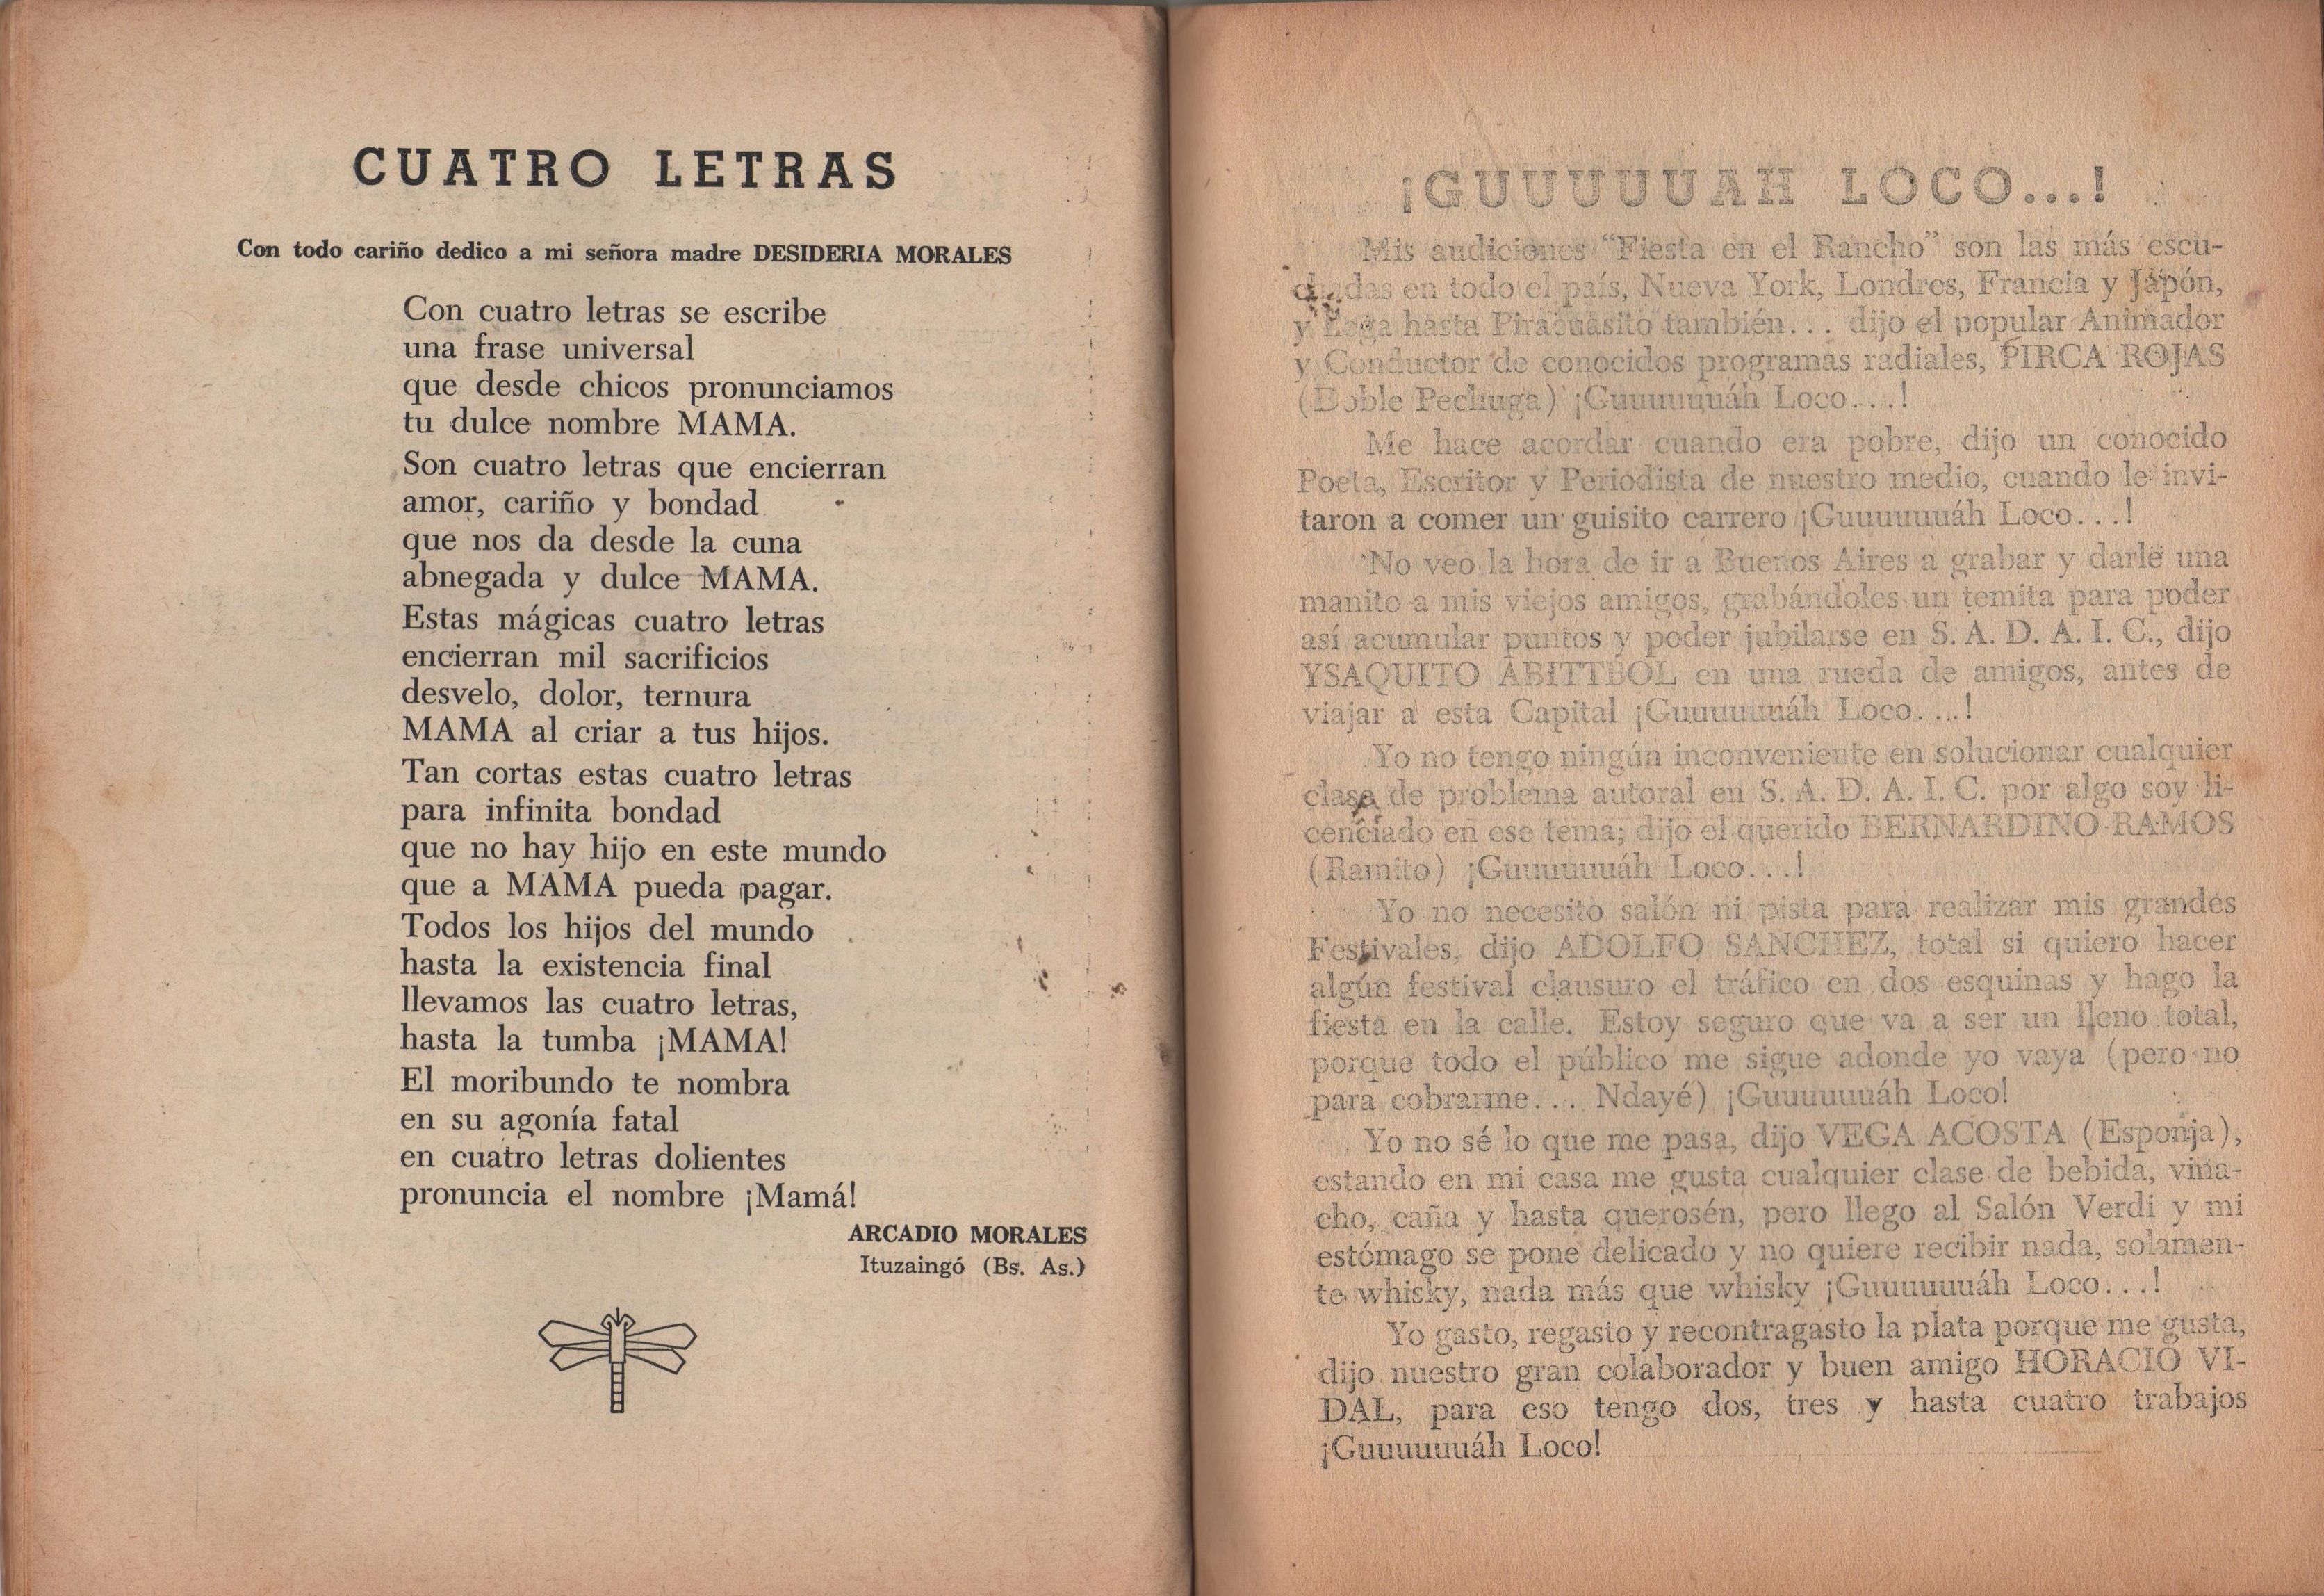 CUATRO LETRAS
Con todo cariño dedico a mi señora madre DESIDERIA MORALES
Con cuatro letras se escribe
una frase universal
que desde chicos pronunciamos
tu dulce nombre MAMA.
Son cuatro letras que encierran
amor, cariño y bondad
que nos da desde la cuna
abnegada y dulce MAMA.
Estas mágicas cuatro letras
encierran mil sacrificios
desvelo, dolor, ternura
MAMA al criar a tus hijos.
Tan cortas estas cuatro letras
para infinita bondad
que no hay hijo en este mundo
que a MAMA pueda pagar.
Todos los hijos del mundo
hasta la existencia final
llevamos las cuatro letras,
hasta la tumba ¡MAMA!
El moribundo te nombra
en su agonía fatal
en cuatro letras dolientes
pronuncia el nombre ¡Mamá!
ARCADIO MORALES
Ituzaingó (Bs. As.)
¡GUUUUUUAH LOCO...!
Mis audiciones “Fiesta en el Rancho” son las más escu-
chadas en todo el país, Nueva York, Londres, Francia y Japón,
y llega hasta Piracuasito también... dijo el popular Animador
y Conductor de conocidos programas radiales, PIRCA ROJAS
(Doble Pechuga) ¡Guuuuuuáh Loco...!
Me hace acordar cuando era pobre, dijo un conocido
Poeta, Escritor y Periodista de nuestro medio, cuando le invi-
taron a comer un guisito carrero ¡Guuuuuuáh Loco...!
No veo la hora de ir a Buenos Aires a grabar y darle una
manito a mis viejos amigos, grabándoles un temita para poder
así acumular puntos y poder jubilarse en S. A. D. A. I. C., dijo
YSAQUITO ABITTBOL en una rueda de amigos, antes de
viajar a esta Capital ¡Guuuuuuáh Loco....!
Yo no tengo ningún inconveniente en solucionar cualquier
clase de problema autoral en S. A. D. A. I. C. por algo soy li-
cenciado en ese tema; dijo el querido BERNARDINO RAMOS
(Ramito) ¡Guuuuuuáh Loco...!
Yo no necesito salón ni pista para realizar mis grandes
Festivales, dijo ADOLFO SANCHEZ, total si quiero hacer
algún festival clausuro el tráfico en dos esquinas y hago la
fiesta en la calle. Estoy seguro que va a ser un lleno total,
porque todo el público me sigue adonde yo vaya (pero no
para cobrarme... Ndayé) ¡Guuuuuuáh Loco!
Yo no sé lo que me pasa, dijo VEGA ACOSTA (Esponja),
estando en mi casa me gusta cualquier clase de bebida, vina-
cho, caña y hasta querosén, pero llego al Salón Verdi y mi
estómago se pone delicado y no quiere recibir nada, solamen-
te whisky, nada más que whisky ¡Guuuuuuáh Loco...!
Yo gasto, regasto y recontragasto la plata porque me gusta,
dijo nuestro gran colaborador y buen amigo HORACIO VI-
DAL, para eso tengo dos, tres y hasta cuatro trabajos
¡Guuuuuuáh Loco!